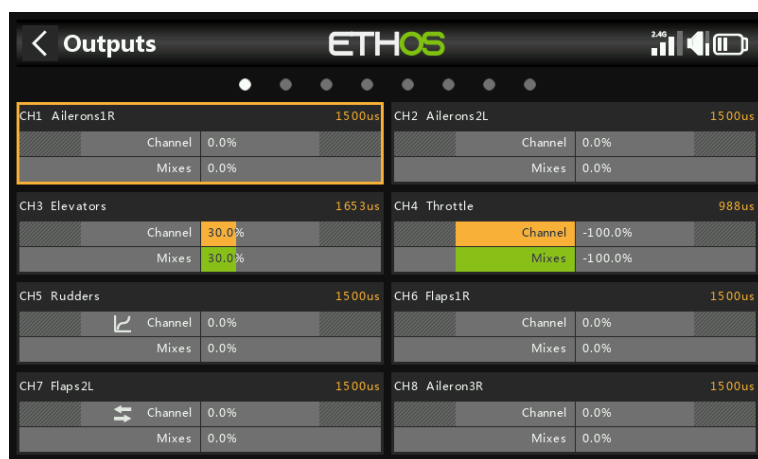 Outputs ETHOS 2.4G
CH1 Ailerons1R 1500us
Channel 0.0%
Mixes 0.0%
CH2 Ailerons2L 1500us
Channel 0.0%
Mixes 0.0%
CH3 Elevators 1653us
Channel 30.0%
Mixes 30.0%
CH4 Throttle 988us
Channel -100.0%
Mixes -100.0%
CH5 Rudders 1500us
Channel 0.0%
Mixes 0.0%
CH6 Flaps1R 1500us
Channel 0.0%
Mixes 0.0%
CH7 Flaps2L 1500us
Channel 0.0%
Mixes 0.0%
CH8 Aileron3R 1500us
Channel 0.0%
Mixes 0.0%